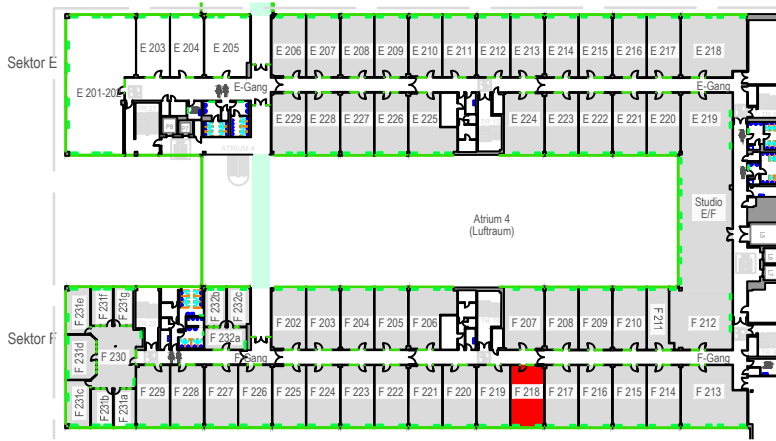 E 203
E 204
E 205
E 206
E 207
E 208
E 209
E 210
E 211
E 212
E 213
E 214
E 215
E 216
E 217
E 218
Sektor E
E 201-202
E-Gang
E-Gang
E 229
E 228
E 227
E 226
E 225
E 224
E 223
E 222
E 221
E 220
E 219
ATRIUM 4
Studio
E/F
Atrium 4
(Luftraum)
F 231e
F 231f
F 231g
F 232b
F 232c
F 202
F 203
F 204
F 205
F 206
F 207
F 208
F 209
F 210
F 211
F 212
Sektor F
F 232a
F 231d
F 230
F-Gang
F-Gang
F 231c
F 231b
F 231a
F 229
F 228
F 227
F 226
F 225
F 224
F 223
F 222
F 221
F 220
F 219
F 218
F 217
F 216
F 215
F 214
F 213